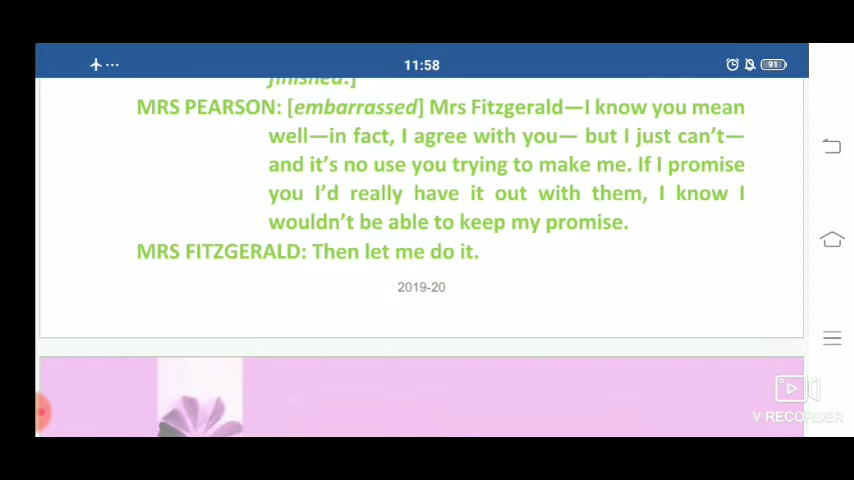 11:58
91
finished.]
MRS PEARSON: [embarrassed] Mrs Fitzgerald—I know you mean
well—in fact, I agree with you— but I just can't—
and it's no use you trying to make me. If I promise
you I'd really have it out with them, I know I
wouldn't be able to keep my promise.
MRS FITZGERALD: Then let me do it.
2019-20
V RECORDER